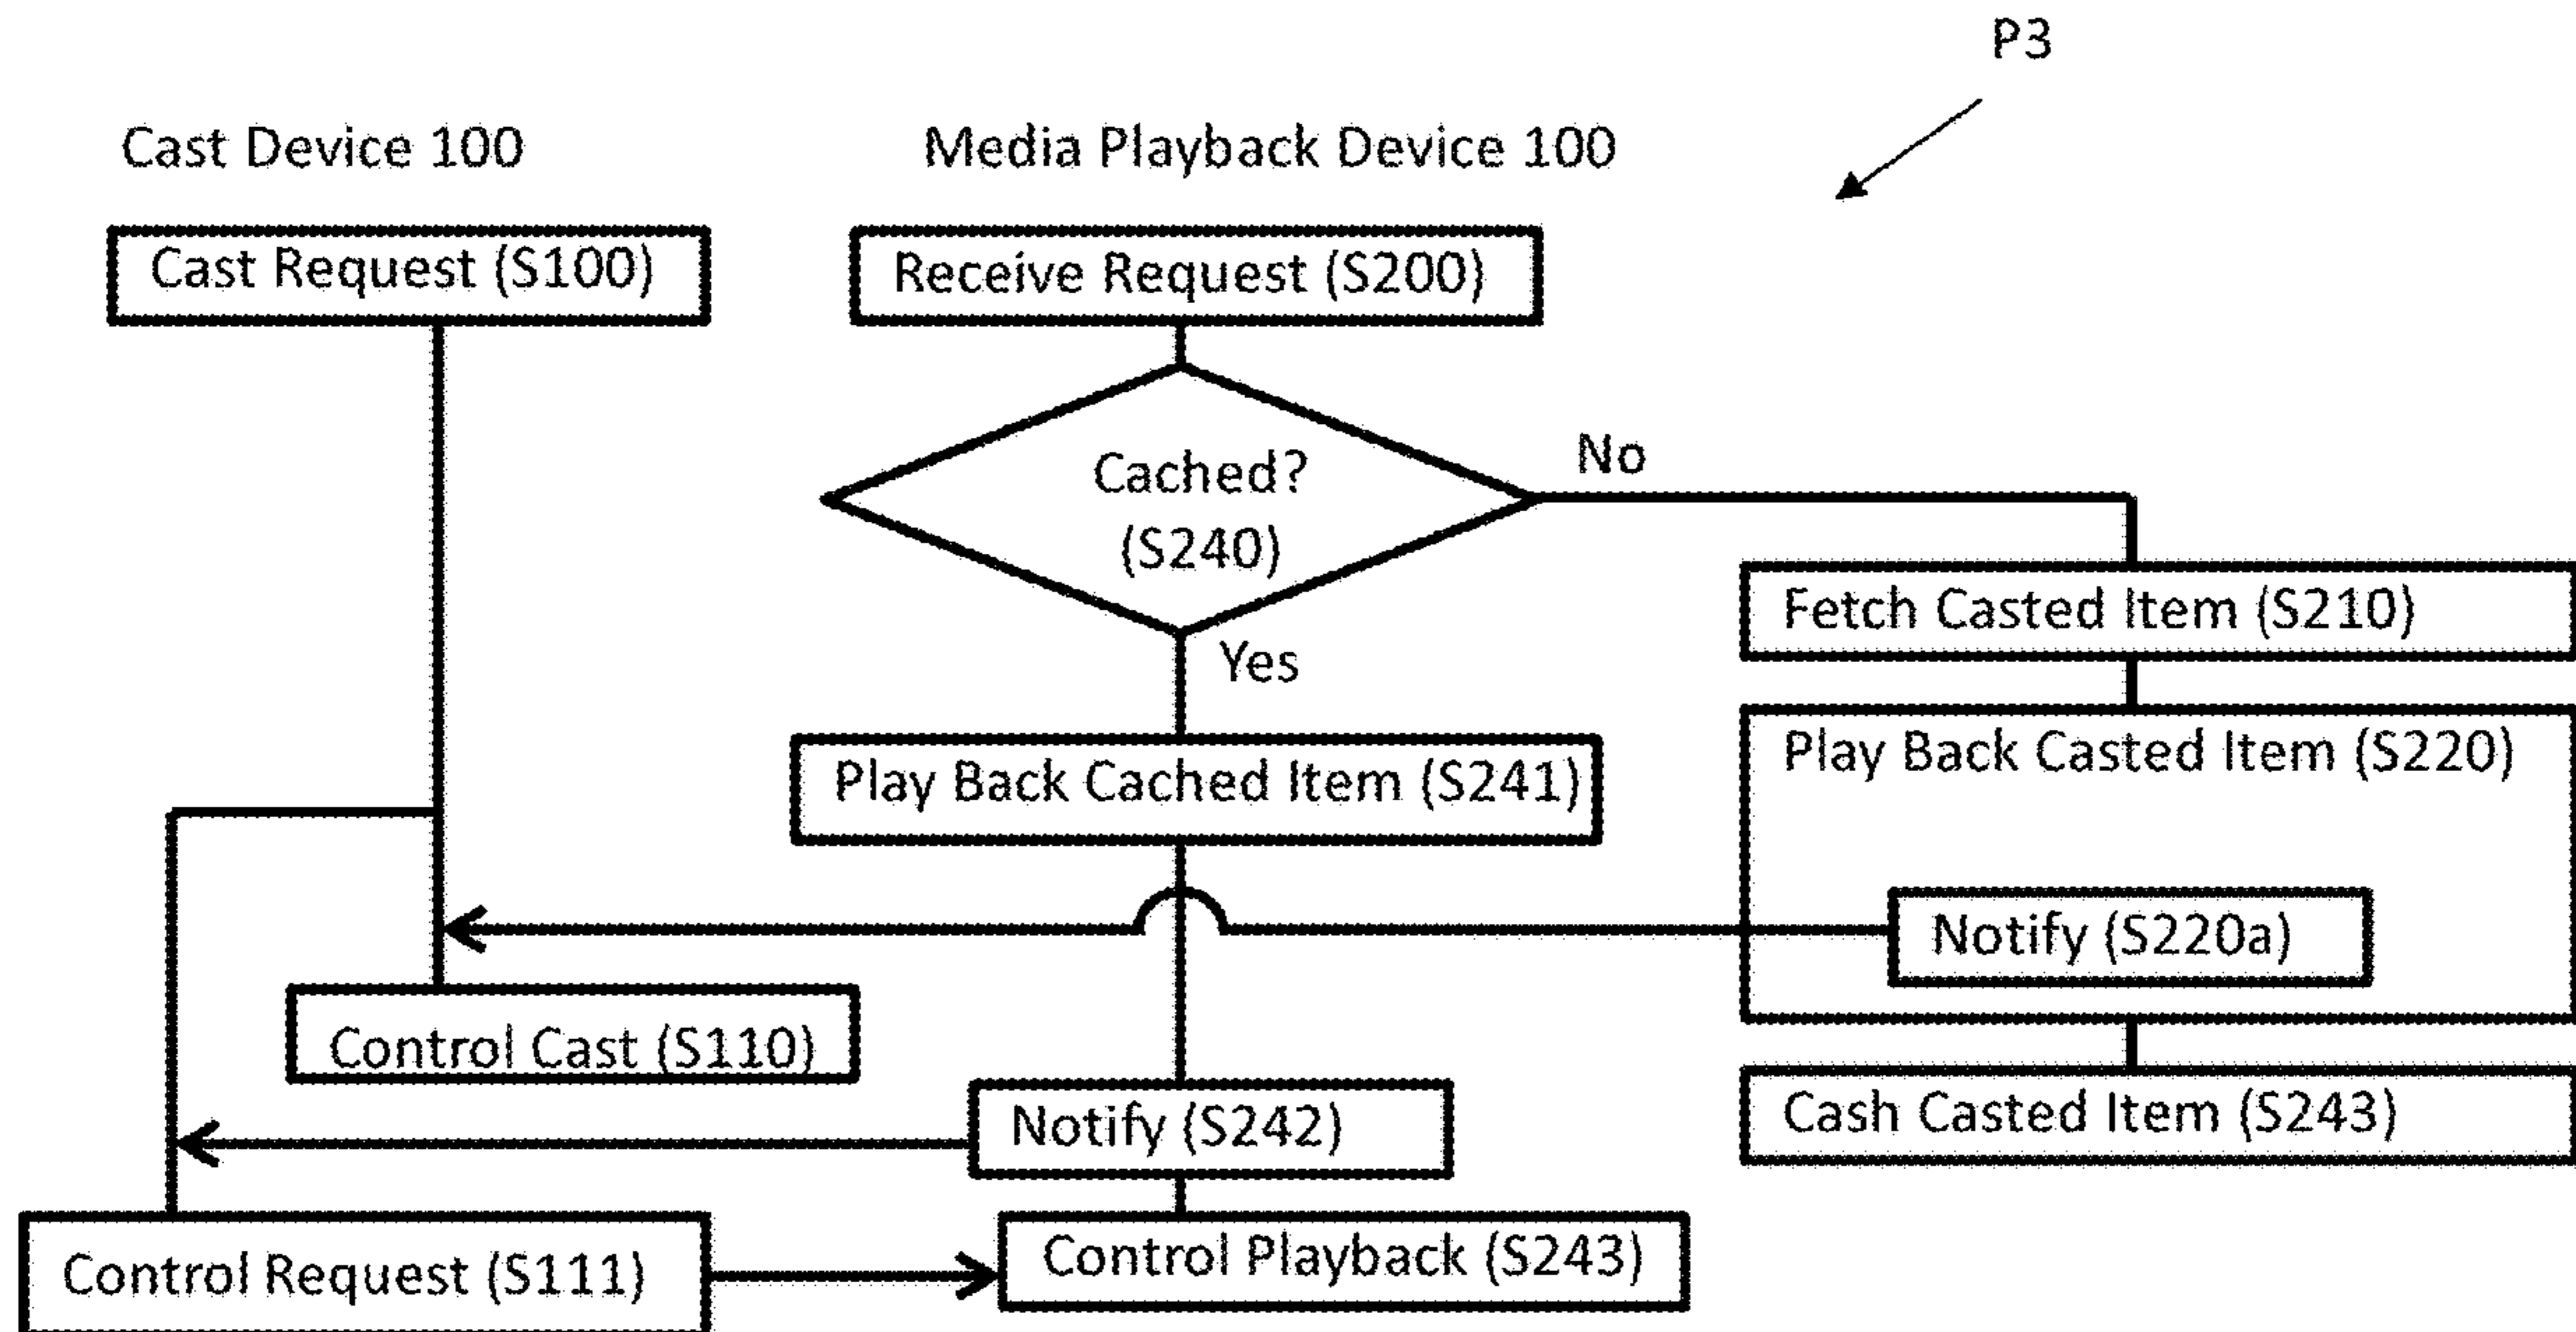 P3
Cast Device 100
Media Playback Device 100
Cast Request (S100)
Receive Request (S200)
Cached?
(S240)
No
Yes
Fetch Casted Item (S210)
Play Back Cached Item (S241)
Play Back Casted Item (S220)
Notify (S220a)
Control Cast (S110)
Notify (S242)
Cash Casted Item (S243)
Control Request (S111)
Control Playback (S243)